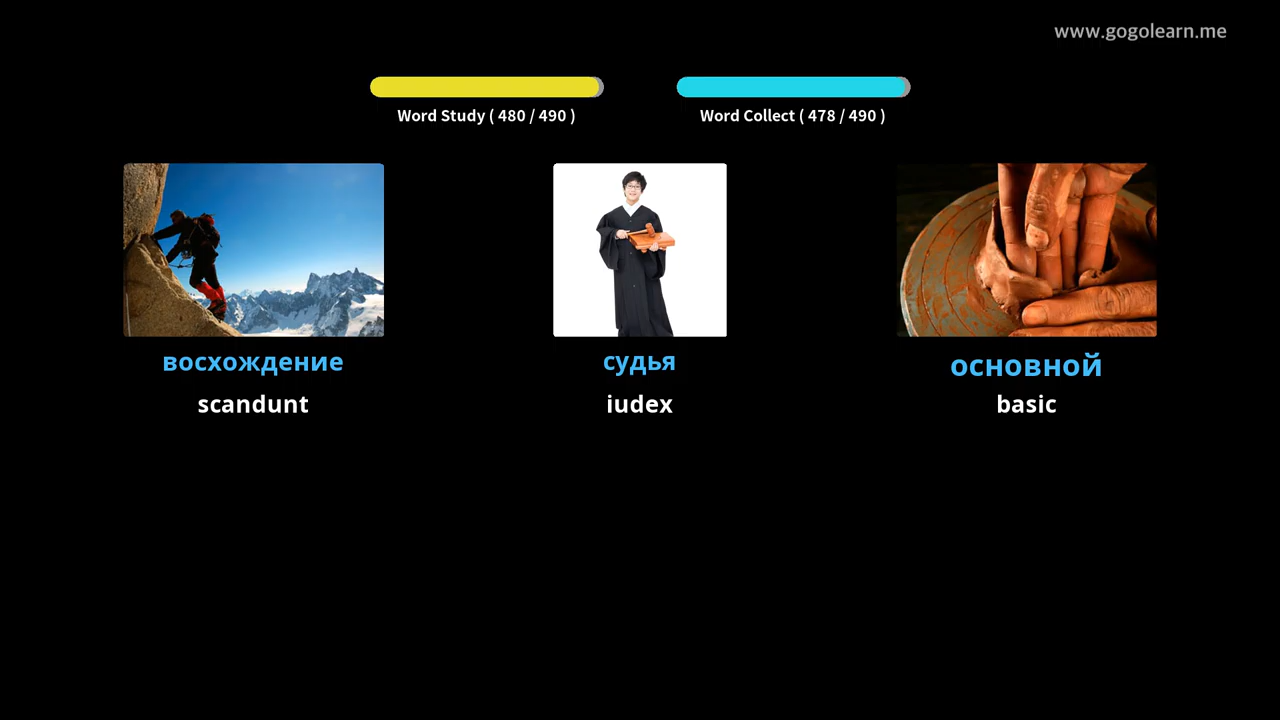 www.gogolearn.me
Word Study ( 480 / 490 )
Word Collect ( 478 / 490 )
восхождение
судья
основной
scandunt
iudex
basic